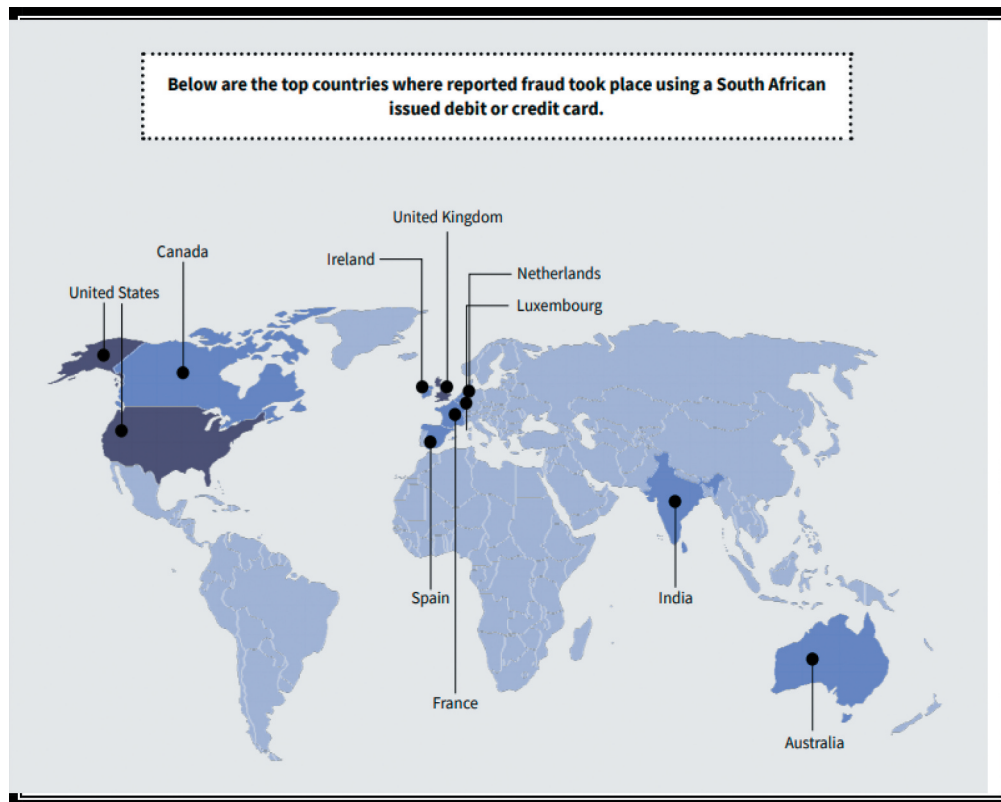 Below are the top countries where reported fraud took place using a South African
issued debit or credit card.
United Kingdom
Canada
Ireland
Netherlands
United States
Luxembourg
Spain
India
France
Australia